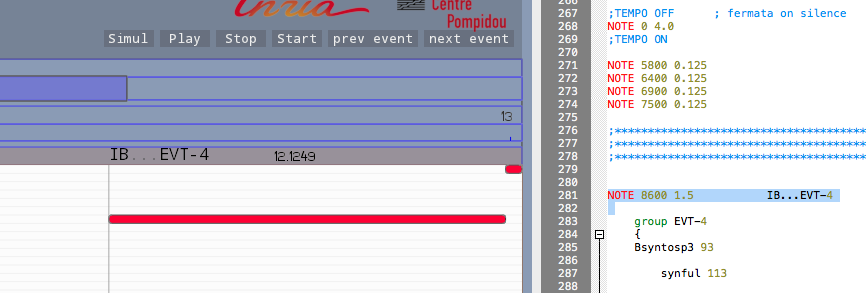 Inria
Centre
Pompidou
Simul Play Stop Start prev event next event
13
IB...EVT-4 12.1249
266
267 ;TEMPO OFF ; fermata on silence
268 NOTE 0 4.0
269 ;TEMPO ON
270
271 NOTE 5800 0.125
272 NOTE 6400 0.125
273 NOTE 6900 0.125
274 NOTE 7500 0.125
275
276 ;***************************************
277 ;***************************************
278 ;***************************************
279
280
281 NOTE 8600 1.5 IB...EVT-4
282
283 group EVT-4
284 {
285 Bsyntosp3 93
286
287 synful 113
288